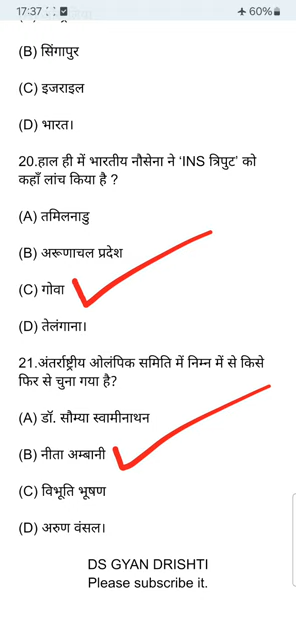 17:37
60%
(B) सिंगापुर
(C) इजराइल
(D) भारत।
20.हाल ही में भारतीय नौसेना ने 'INS त्रिपुट' को
कहाँ लांच किया है ?
(A) तमिलनाडु
(B) अरूणाचल प्रदेश
(C) गोवा
(D) तेलंगाना।
21.अंतर्राष्ट्रीय ओलंपिक समिति में निम्न में से किसे
फिर से चुना गया है?
(A) डॉ. सौम्या स्वामीनाथन
(B) नीता अम्बानी
(C) विभूति भूषण
(D) अरुण वंसल।
DS GYAN DRISHTI
Please subscribe it.